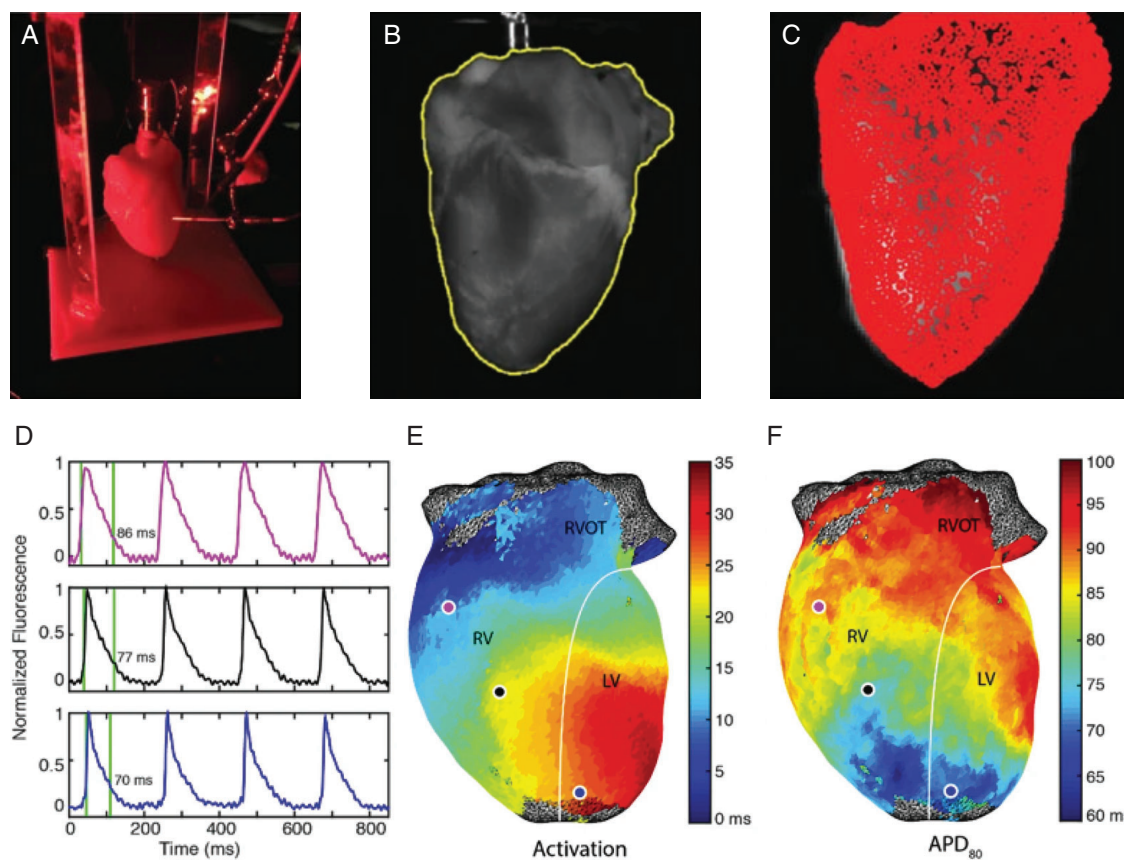 A
B
C
D
E
F
Normalized Fluorescence
1
0.5
0
86 ms
1
0.5
0
77 ms
1
0.5
0
70 ms
0 200 400 600 800
Time (ms)
RVOT
RV
LV
Activation
35
30
25
20
15
10
5
0 ms
RVOT
RV
LV
APD80
100
95
90
85
80
75
70
65
60 m